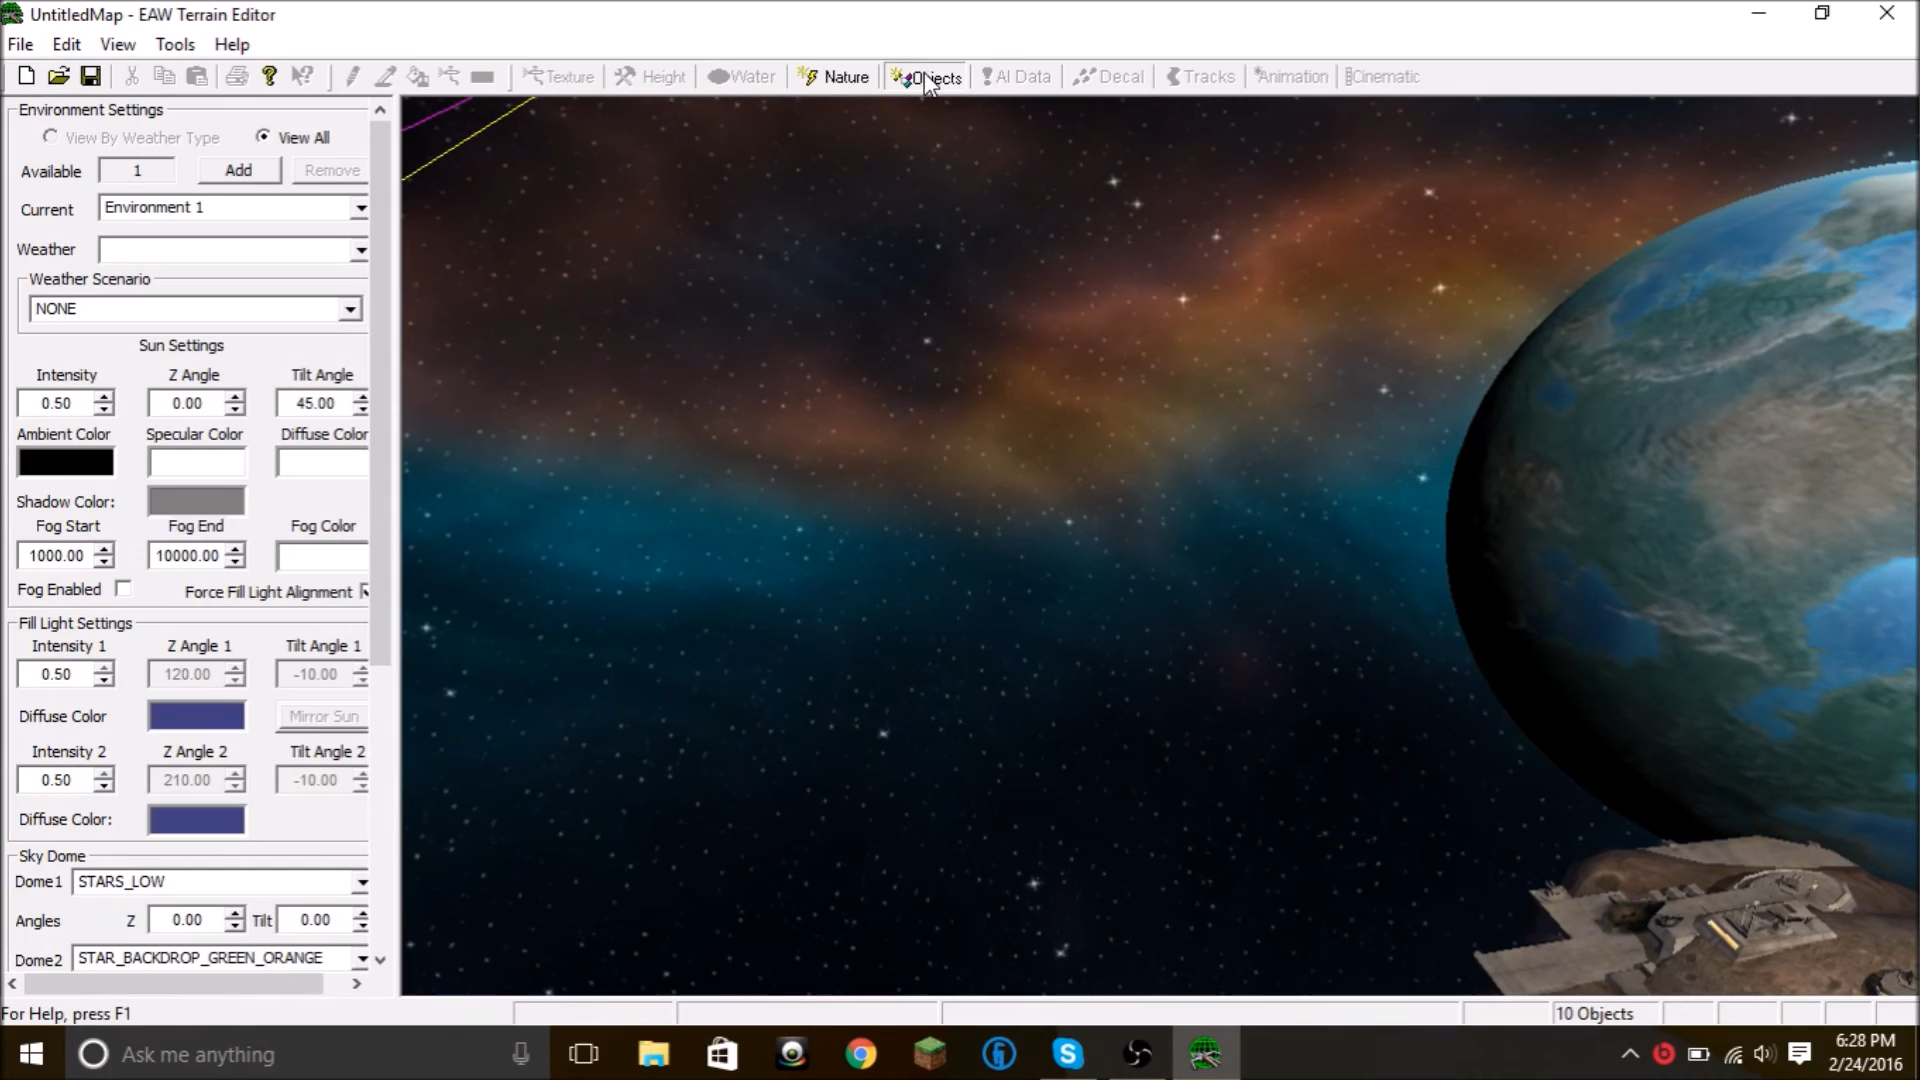 UntitledMap - EAW Terrain Editor
File Edit View Tools Help
Texture Height Water Nature Objects AI Data Decal Tracks Animation Cinematic
Environment Settings
View By Weather Type View All
Available 1 Add Remove
Current Environment 1
Weather
Weather Scenario
NONE
Sun Settings
Intensity Z Angle Tilt Angle
0.50 0.00 45.00
Ambient Color Specular Color Diffuse Color
Shadow Color:
Fog Start Fog End Fog Color
1000.00 10000.00
Fog Enabled Force Fill Light Alignment
Fill Light Settings
Intensity 1 Z Angle 1 Tilt Angle 1
0.50 120.00 -10.00
Diffuse Color Mirror Sun
Intensity 2 Z Angle 2 Tilt Angle 2
0.50 210.00 -10.00
Diffuse Color:
Sky Dome
Dome1 STARS_LOW
Angles Z 0.00 Tilt 0.00
Dome2 STAR_BACKDROP_GREEN_ORANGE
For Help, press F1 10 Objects
Ask me anything
6:28 PM
2/24/2016